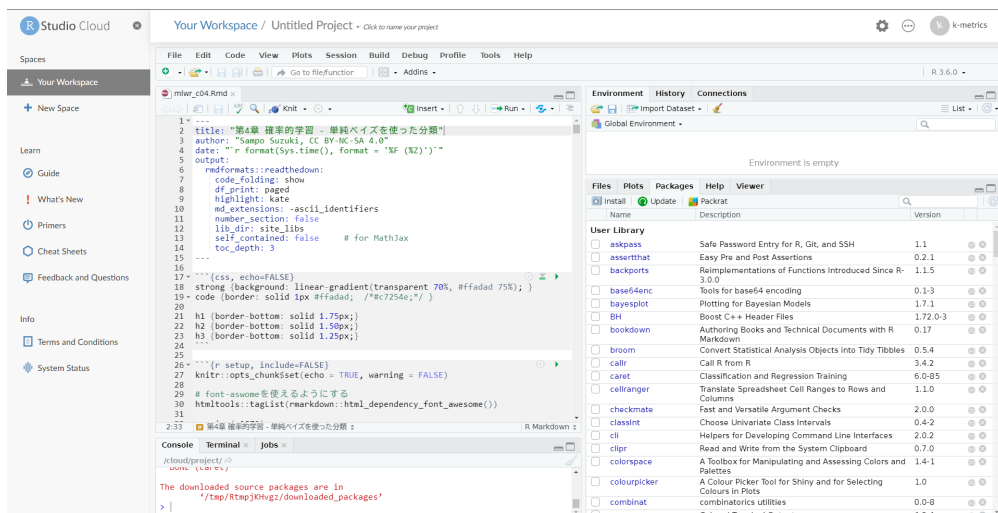 R Studio Cloud
Your Workspace / Untitled Project ← Click to name your project
k-metrics
Spaces
Your Workspace
New Space
Learn
Guide
What's New
Primers
Cheat Sheets
Feedback and Questions
Info
Terms and Conditions
System Status
File Edit Code View Plots Session Build Debug Profile Tools Help
Go to file/function Addins
R 3.6.0
mlwr_c04.Rmd
Knit Insert Run
1 ---
2 title: "第4章 確率的学習 - 単純ベイズを使った分類"
3 author: "Sampo Suzuki, CC BY-NC-SA 4.0"
4 date: "`r format(Sys.time(), format = '%F (%Z)')`"
5 output:
6 rmdformats::readthedown:
7 code_folding: show
8 df_print: paged
9 highlight: kate
10 md_extensions: -ascii_identifiers
11 number_section: false
12 lib_dir: site_libs
13 self_contained: false # for MathJax
14 toc_depth: 3
15 ---
16
17 ```{css, echo=FALSE}
18 strong {background: linear-gradient(transparent 70%, #ffadad 75%); }
19 code {border: solid 1px #ffadad; /*#c7254e;*/ }
20
21 h1 {border-bottom: solid 1.75px;}
22 h2 {border-bottom: solid 1.50px;}
23 h3 {border-bottom: solid 1.25px;}
24 ```
25
26 ```{r setup, include=FALSE}
27 knitr::opts_chunk$set(echo = TRUE, warning = FALSE)
28
29 # font-aswomeを使えるようにする
30 htmltools::tagList(rmarkdown::html_dependency_font_awesome())
31
2:33 第4章 確率的学習 - 単純ベイズを使った分類 R Markdown
Console Terminal Jobs
/cloud/project/
DONE (caret)
The downloaded source packages are in
‘/tmp/RtmpjKHvgz/downloaded_packages’
>
Environment History Connections
Import Dataset List
Global Environment
Environment is empty
Files Plots Packages Help Viewer
Install Update Packrat
Name Description Version
User Library
askpass Safe Password Entry for R, Git, and SSH 1.1
assertthat Easy Pre and Post Assertions 0.2.1
backports Reimplementations of Functions Introduced Since R-3.0.0 1.1.5
base64enc Tools for base64 encoding 0.1-3
bayesplot Plotting for Bayesian Models 1.7.1
BH Boost C++ Header Files 1.72.0-3
bookdown Authoring Books and Technical Documents with R Markdown 0.17
broom Convert Statistical Analysis Objects into Tidy Tibbles 0.5.4
callr Call R from R 3.4.2
caret Classification and Regression Training 6.0-85
cellranger Translate Spreadsheet Cell Ranges to Rows and Columns 1.1.0
checkmate Fast and Versatile Argument Checks 2.0.0
classInt Choose Univariate Class Intervals 0.4-2
cli Helpers for Developing Command Line Interfaces 2.0.2
clipr Read and Write from the System Clipboard 0.7.0
colorspace A Toolbox for Manipulating and Assessing Colors and Palettes 1.4-1
colourpicker A Colour Picker Tool for Shiny and for Selecting Colours in Plots 1.0
combinat combinatorics utilities 0.0-8